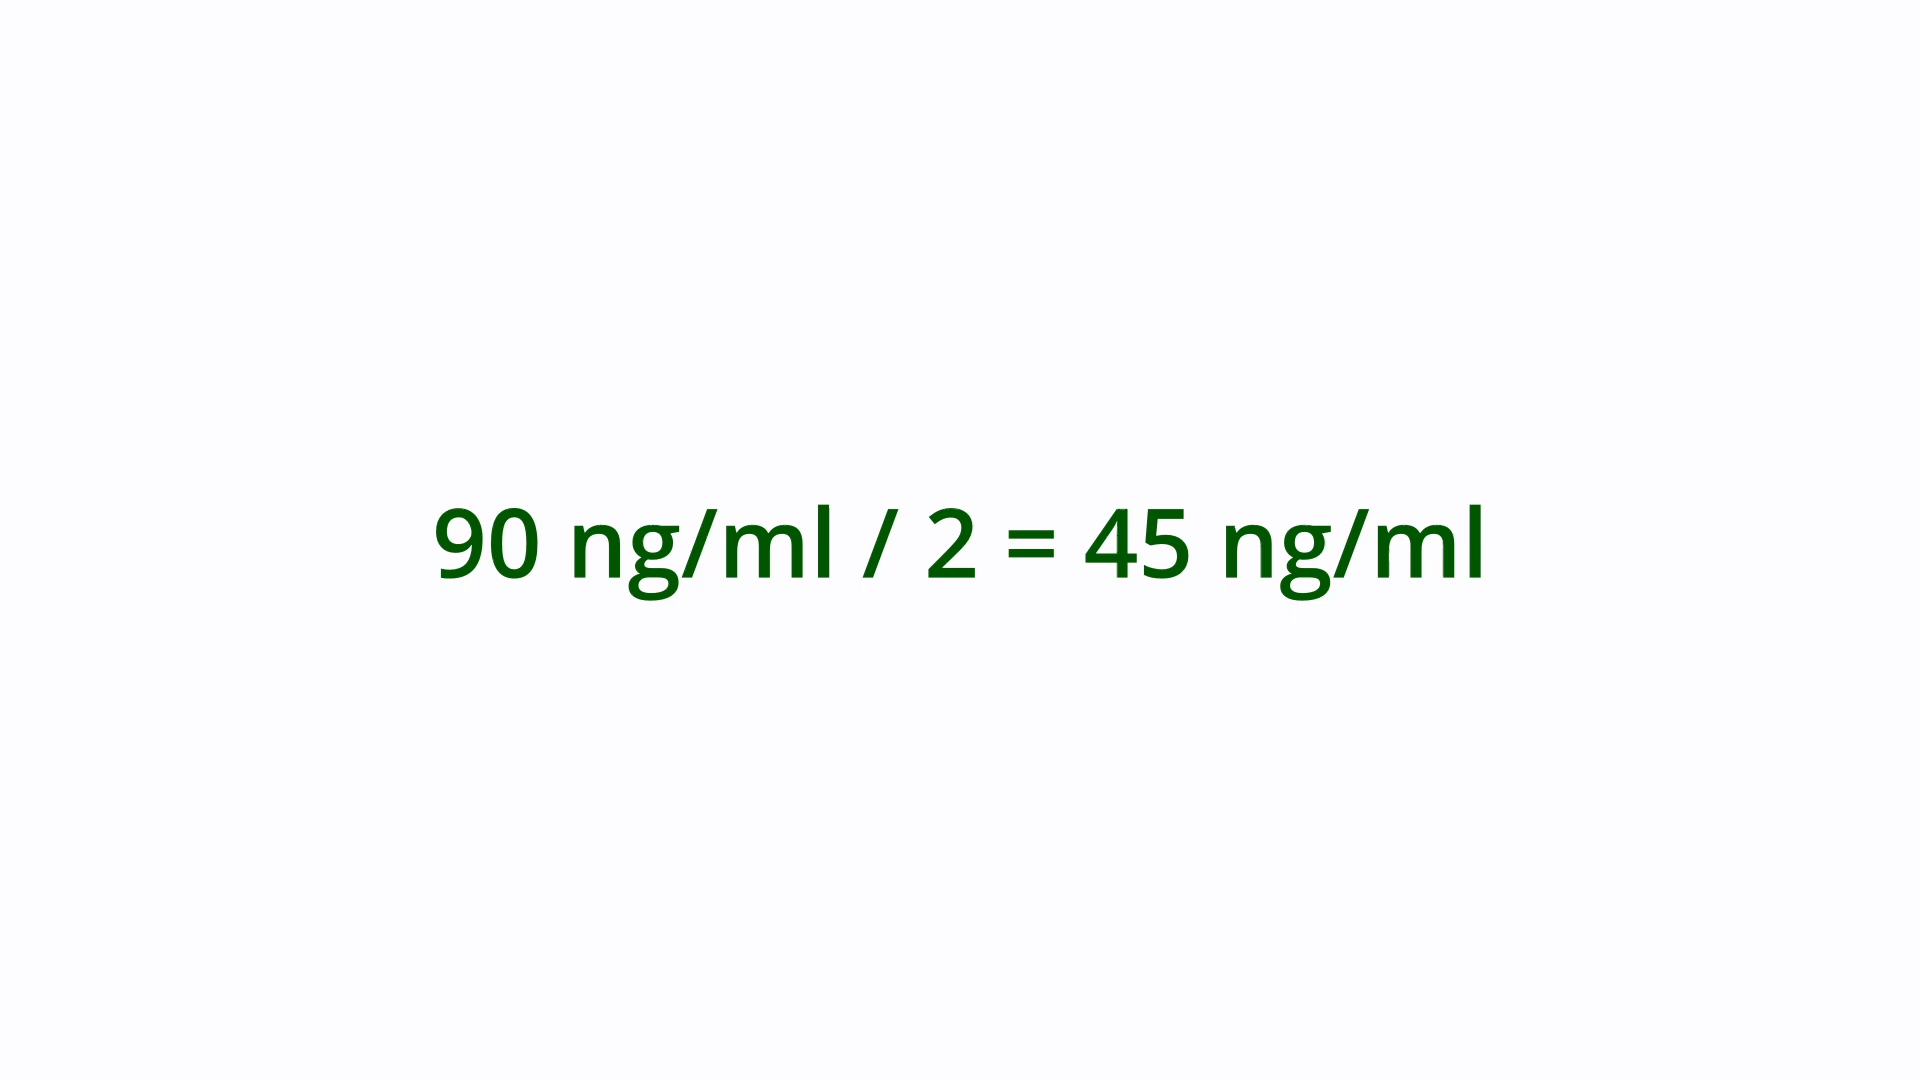 90 ng/ml / 2 = 45 ng/ml